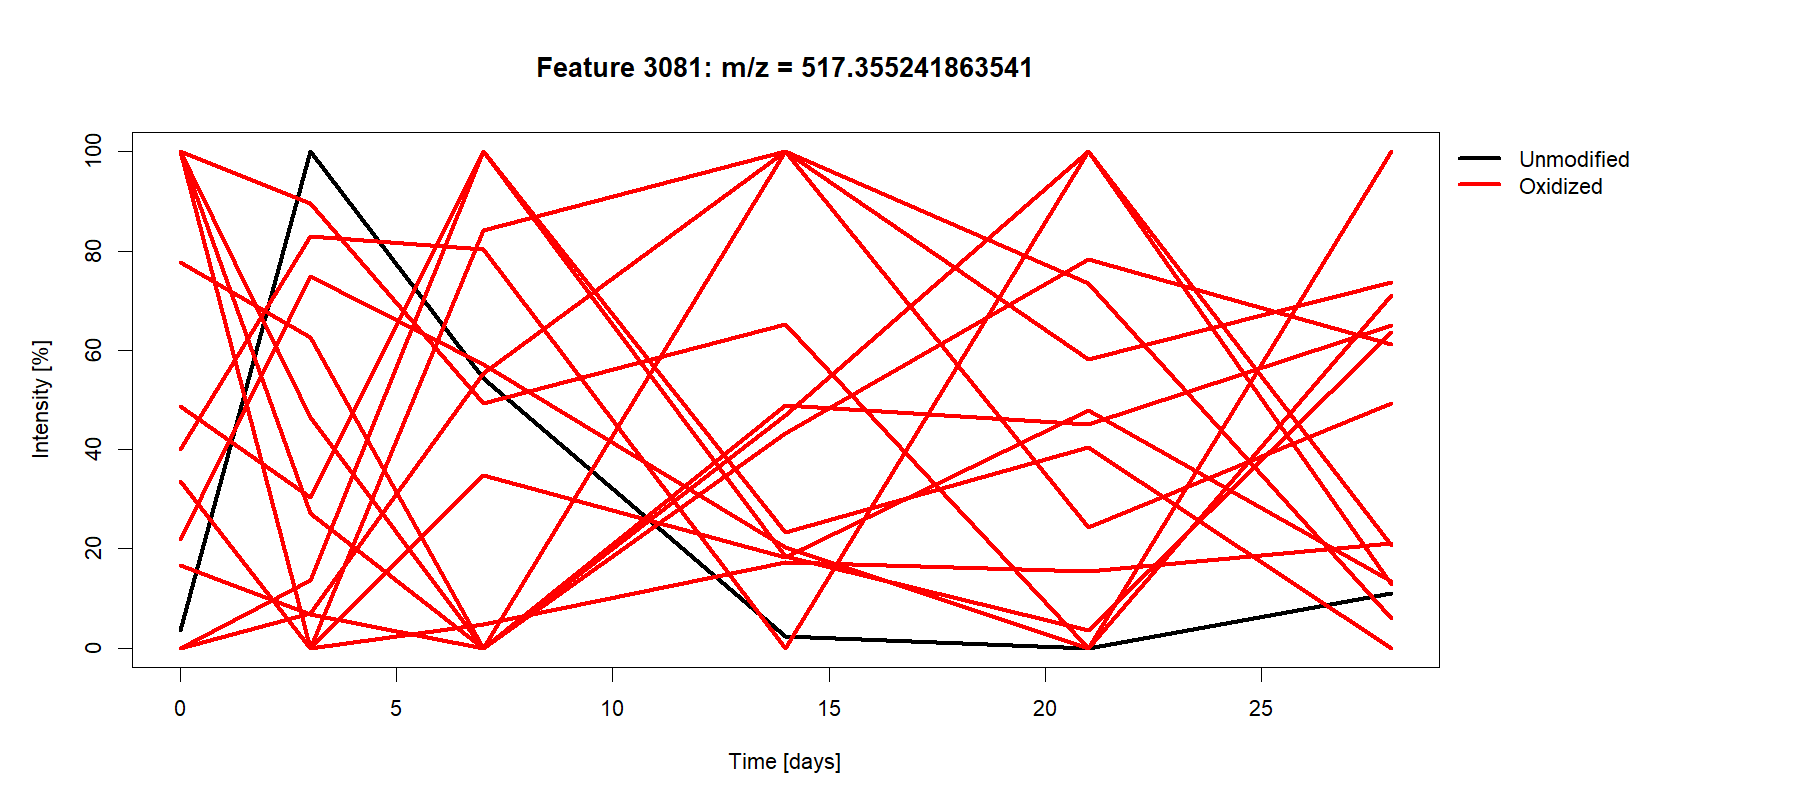 Feature 3081: m/z = 517.355241863541
Unmodified
Oxidized
Intensity [%]
100
80
60
40
20
0
0 5 10 15 20 25
Time [days]